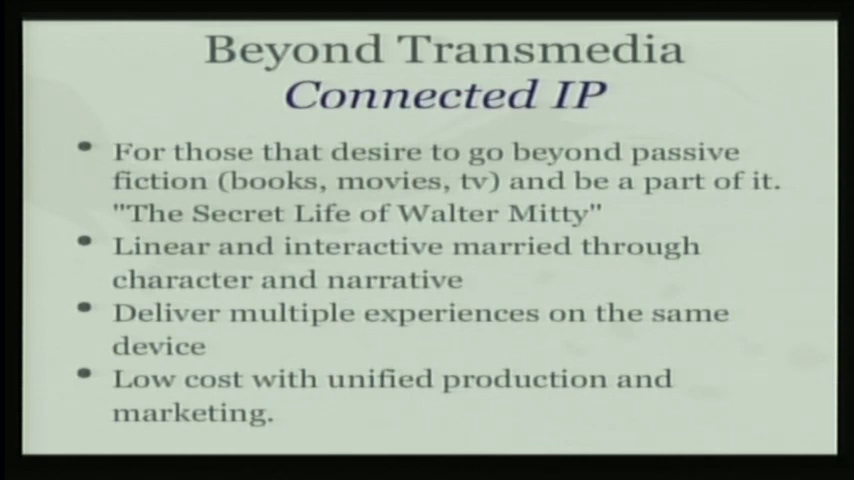 Beyond Transmedia
Connected IP
• For those that desire to go beyond passive
fiction (books, movies, tv) and be a part of it.
"The Secret Life of Walter Mitty"
• Linear and interactive married through
character and narrative
• Deliver multiple experiences on the same
device
• Low cost with unified production and
marketing.